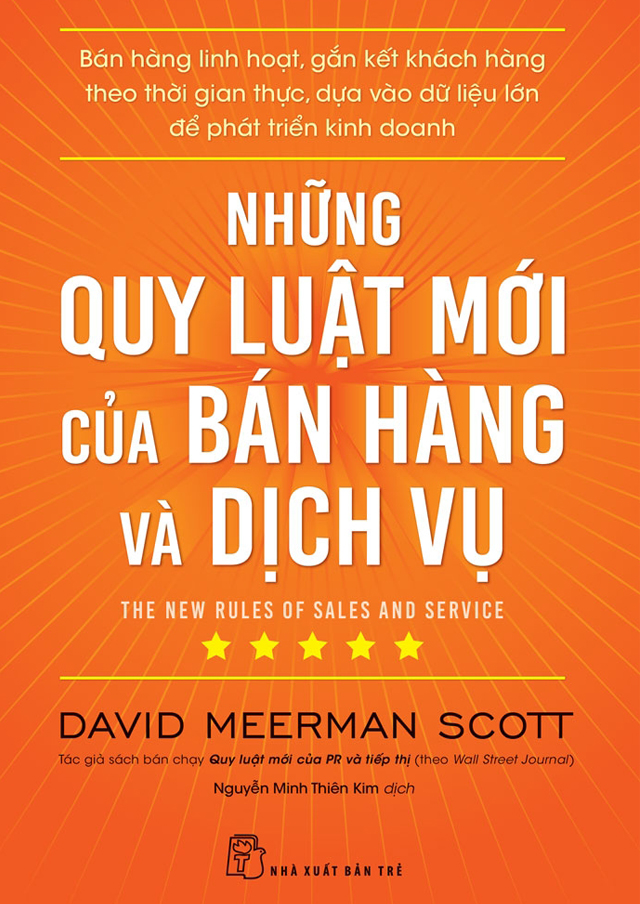 Bán hàng linh hoạt, gắn kết khách hàng
theo thời gian thực, dựa vào dữ liệu lớn
để phát triển kinh doanh
NHỮNG
QUY LUẬT MỚI
CỦA BÁN HÀNG
VÀ DỊCH VỤ
THE NEW RULES OF SALES AND SERVICE
DAVID MEERMAN SCOTT
Tác giả sách bán chạy Quy luật mới của PR và tiếp thị (theo Wall Street Journal)
Nguyễn Minh Thiên Kim dịch
T
NHÀ XUẤT BẢN TRẺ